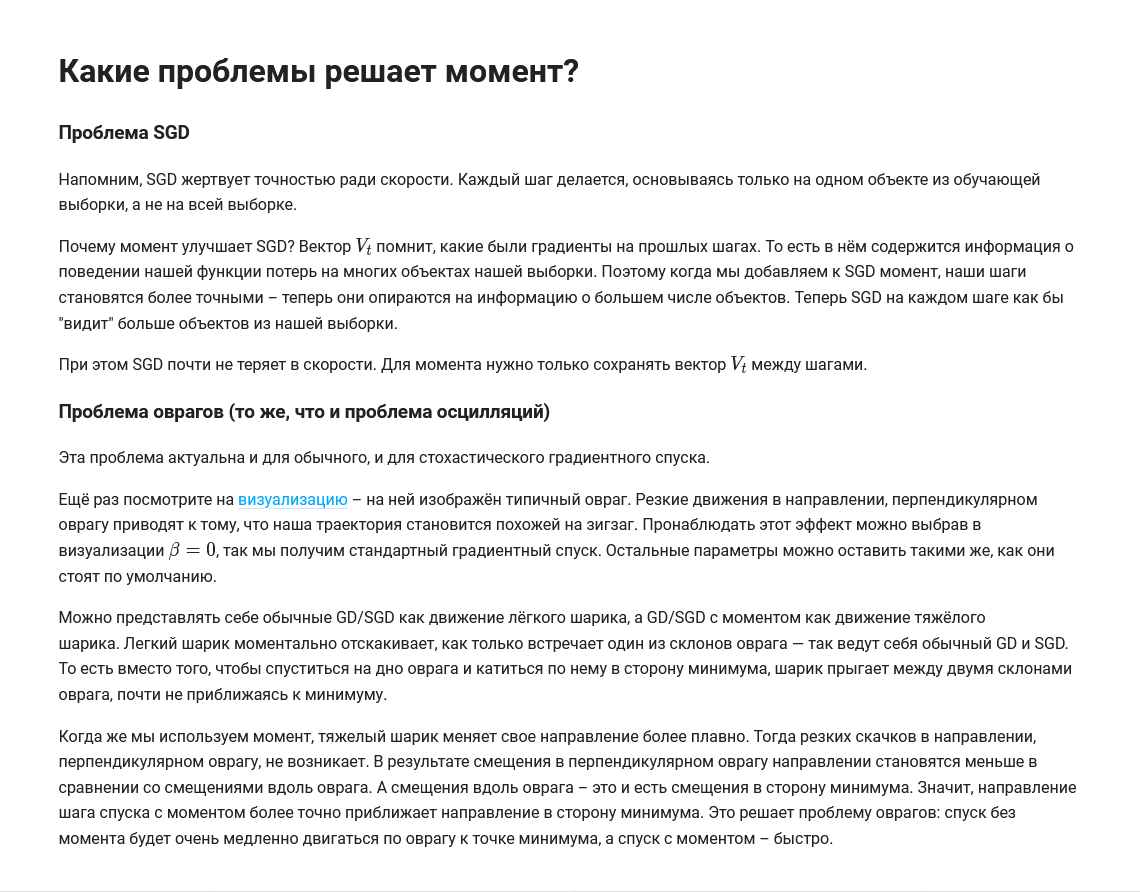 Какие проблемы решает момент?
Проблема SGD
Напомним, SGD жертвует точностью ради скорости. Каждый шаг делается, основываясь только на одном объекте из обучающей
выборки, а не на всей выборке.
Почему момент улучшает SGD? Вектор V_t помнит, какие были градиенты на прошлых шагах. То есть в нём содержится информация о
поведении нашей функции потерь на многих объектах нашей выборки. Поэтому когда мы добавляем к SGD момент, наши шаги
становятся более точными – теперь они опираются на информацию о большем числе объектов. Теперь SGD на каждом шаге как бы
"видит" больше объектов из нашей выборки.
При этом SGD почти не теряет в скорости. Для момента нужно только сохранять вектор V_t между шагами.
Проблема оврагов (то же, что и проблема осцилляций)
Эта проблема актуальна и для обычного, и для стохастического градиентного спуска.
Ещё раз посмотрите на визуализацию – на ней изображён типичный овраг. Резкие движения в направлении, перпендикулярном
оврагу приводят к тому, что наша траектория становится похожей на зигзаг. Пронаблюдать этот эффект можно выбрав в
визуализации β = 0, так мы получим стандартный градиентный спуск. Остальные параметры можно оставить такими же, как они
стоят по умолчанию.
Можно представлять себе обычные GD/SGD как движение лёгкого шарика, а GD/SGD с моментом как движение тяжёлого
шарика. Легкий шарик моментально отскакивает, как только встречает один из склонов оврага — так ведут себя обычный GD и SGD.
То есть вместо того, чтобы спуститься на дно оврага и катиться по нему в сторону минимума, шарик прыгает между двумя склонами
оврага, почти не приближаясь к минимуму.
Когда же мы используем момент, тяжелый шарик меняет свое направление более плавно. Тогда резких скачков в направлении,
перпендикулярном оврагу, не возникает. В результате смещения в перпендикулярном оврагу направлении становятся меньше в
сравнении со смещениями вдоль оврага. А смещения вдоль оврага – это и есть смещения в сторону минимума. Значит, направление
шага спуска с моментом более точно приближает направление в сторону минимума. Это решает проблему оврагов: спуск без
момента будет очень медленно двигаться по оврагу к точке минимума, а спуск с моментом – быстро.